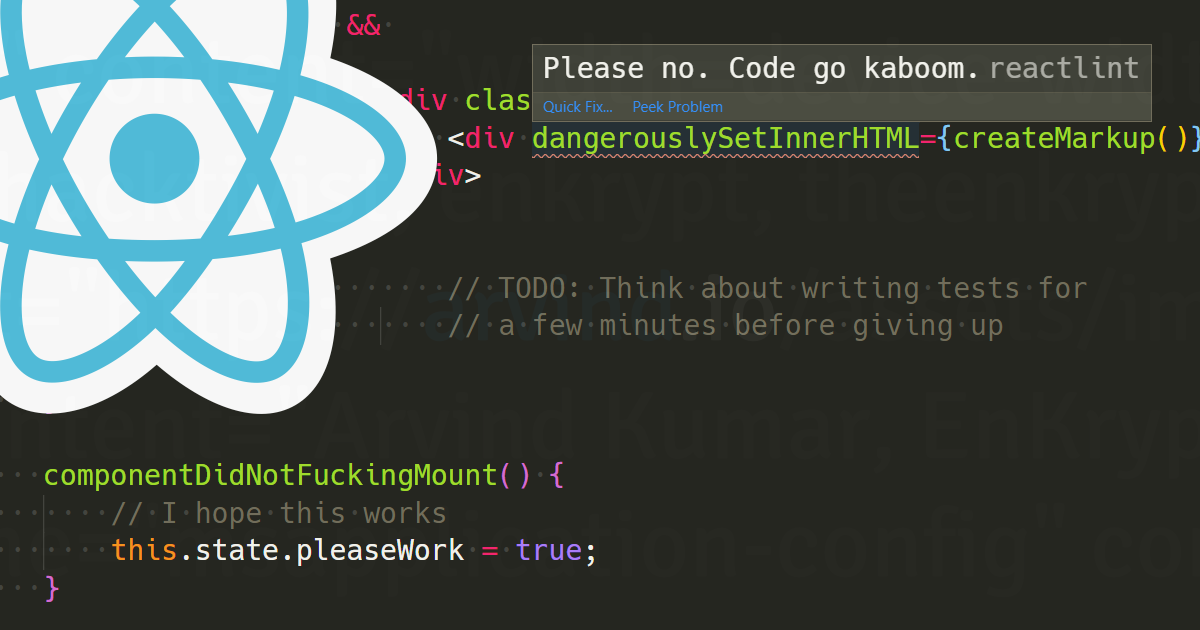 &&
Please no. Code go kaboom. reactlint
div clas
Quick Fix... Peek Problem
<div dangerouslySetInnerHTML={createMarkup()}
iv>
// TODO: Think about writing tests for
// a few minutes before giving up
componentDidNotFuckingMount() {
// I hope this works
this.state.pleaseWork = true;
}